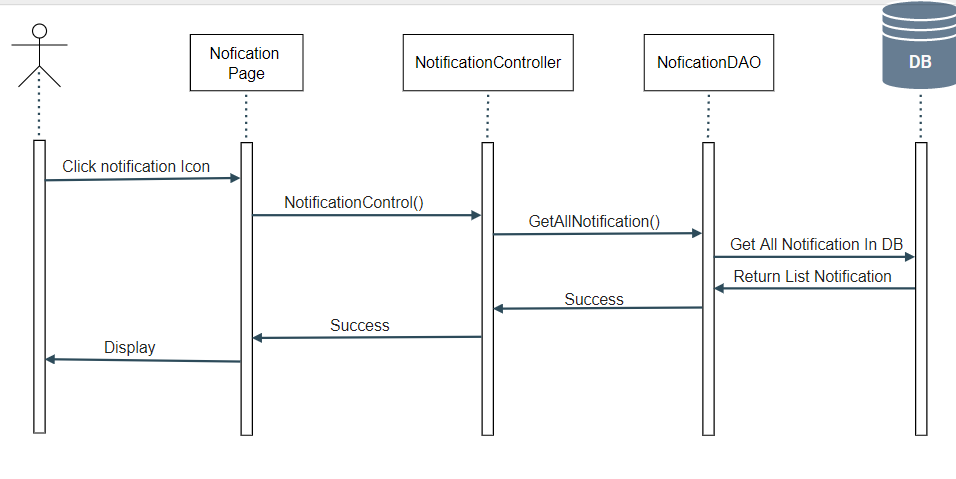 Nofication
Page
NotificationController
NoficationDAO
DB
Click notification Icon
NotificationControl()
GetAllNotification()
Get All Notification In DB
Return List Notification
Success
Success
Display